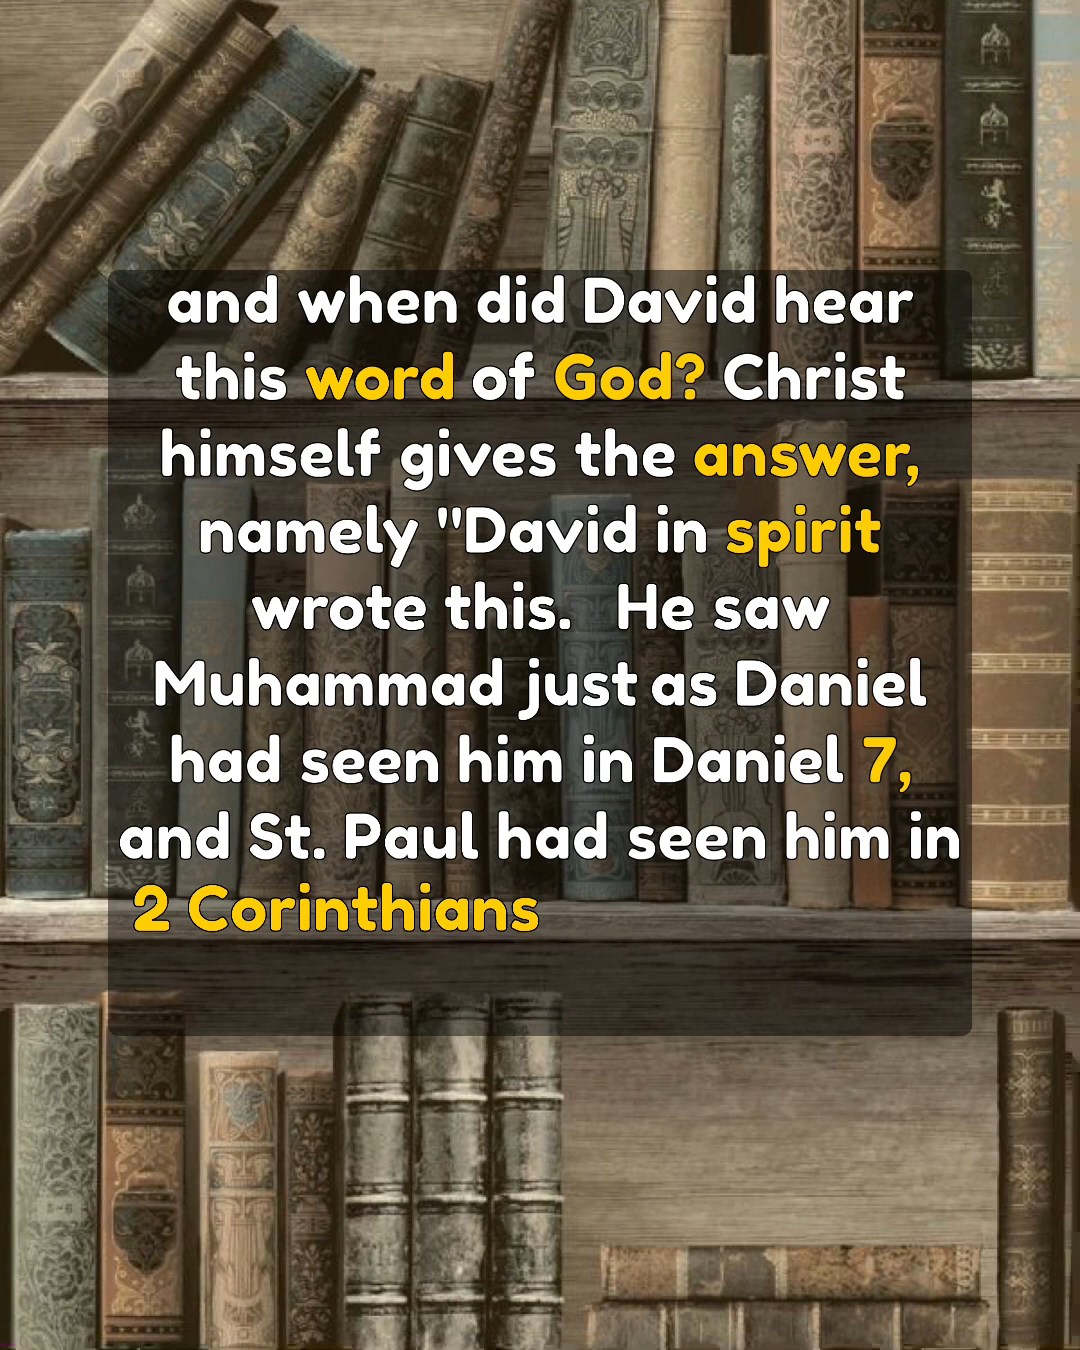 and when did David hear
this word of God? Christ
himself gives the answer,
namely "David in spirit
wrote this.   He saw
Muhammad just as Daniel
had seen him in Daniel 7,
and St. Paul had seen him in
2 Corinthians